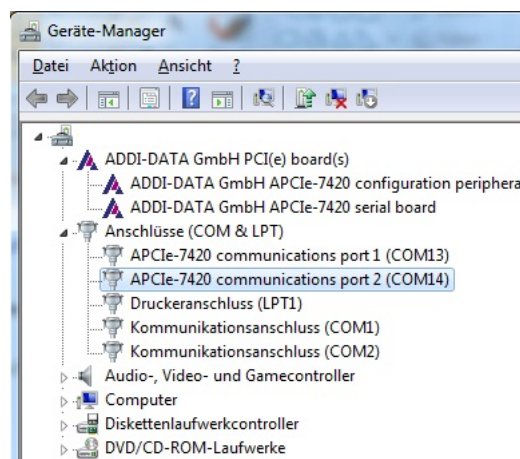 Geräte-Manager
Datei Aktion Ansicht ?
ADDI-DATA GmbH PCI(e) board(s)
ADDI-DATA GmbH APCIe-7420 configuration periphera
ADDI-DATA GmbH APCIe-7420 serial board
Anschlüsse (COM & LPT)
APCIe-7420 communications port 1 (COM13)
APCIe-7420 communications port 2 (COM14)
Druckeranschluss (LPT1)
Kommunikationsanschluss (COM1)
Kommunikationsanschluss (COM2)
Audio-, Video- und Gamecontroller
Computer
Diskettenlaufwerkcontroller
DVD/CD-ROM-Laufwerke